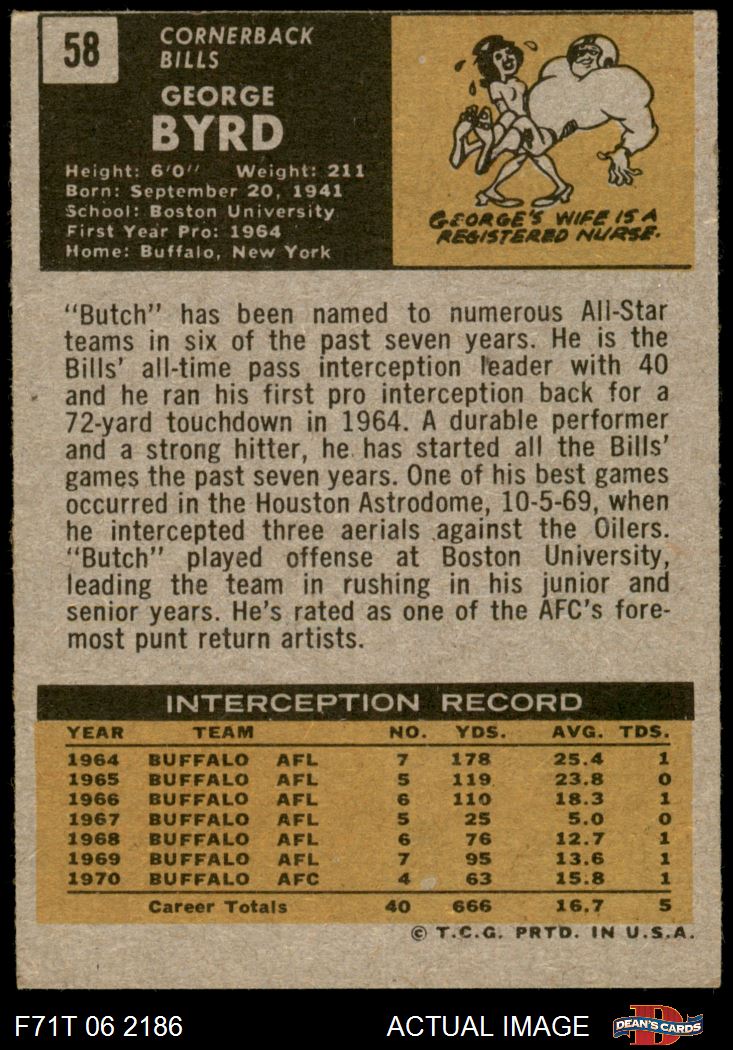 58
CORNERBACK
BILLS
GEORGE
BYRD
Height: 6'0" Weight: 211
Born: September 20, 1941
School: Boston University
First Year Pro: 1964
Home: Buffalo, New York
GEORGE'S WIFE IS A
REGISTERED NURSE.
"Butch" has been named to numerous All-Star
teams in six of the past seven years. He is the
Bills' all-time pass interception leader with 40
and he ran his first pro interception back for a
72-yard touchdown in 1964. A durable performer
and a strong hitter, he has started all the Bills'
games the past seven years. One of his best games
occurred in the Houston Astrodome, 10-5-69, when
he intercepted three aerials against the Oilers.
"Butch" played offense at Boston University,
leading the team in rushing in his junior and
senior years. He's rated as one of the AFC's fore-
most punt return artists.
INTERCEPTION RECORD
YEAR TEAM NO. YDS. AVG. TDS.
1964 BUFFALO AFL 7 178 25.4 1
1965 BUFFALO AFL 5 119 23.8 0
1966 BUFFALO AFL 6 110 18.3 1
1967 BUFFALO AFL 5 25 5.0 0
1968 BUFFALO AFL 6 76 12.7 1
1969 BUFFALO AFL 7 95 13.6 1
1970 BUFFALO AFC 4 63 15.8 1
Career Totals 40 666 16.7 5
© T.C.G. PRTD. IN U.S.A.
F71T 06 2186 ACTUAL IMAGE D DEAN'S CARDS